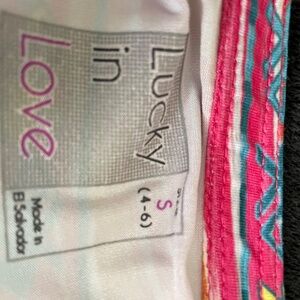 Lucky
in
Love
S
(4-6)
Made in
El Salvador